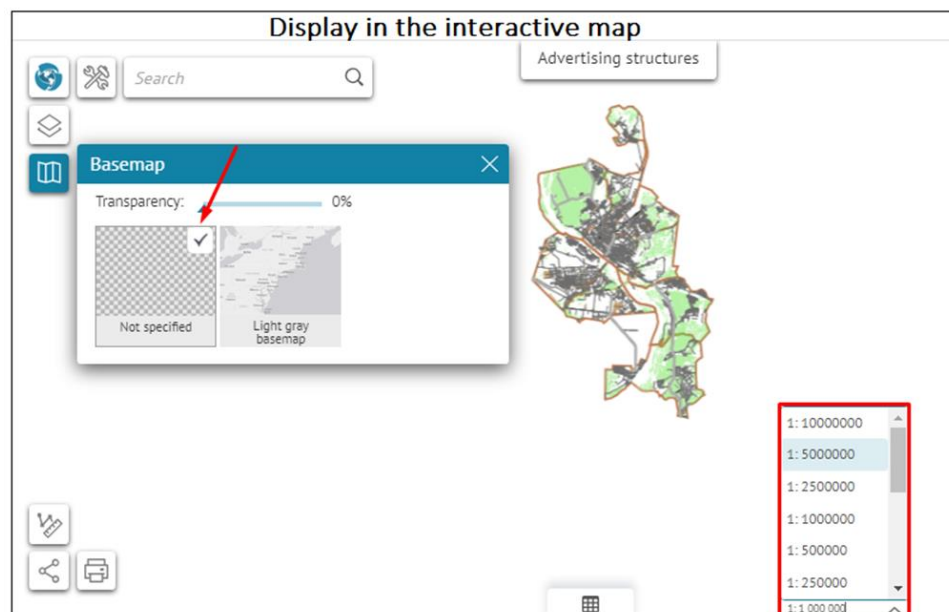 Display in the interactive map
Search
Advertising structures
Basemap
Transparency:
0%
Not specified
Light gray
basemap
1:10000000
1:5000000
1:2500000
1:1000000
1:500000
1:250000
1:1 000 000